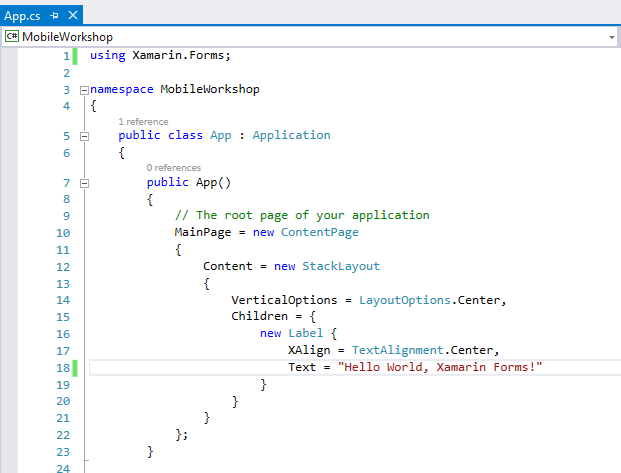 App.cs
C# MobileWorkshop
1 using Xamarin.Forms;
2
3 namespace MobileWorkshop
4 {
1 reference
5 public class App : Application
6 {
0 references
7 public App()
8 {
9 // The root page of your application
10 MainPage = new ContentPage
11 {
12 Content = new StackLayout
13 {
14 VerticalOptions = LayoutOptions.Center,
15 Children = {
16 new Label {
17 XAlign = TextAlignment.Center,
18 Text = "Hello World, Xamarin Forms!"
19 }
20 }
21 }
22 };
23 }
24